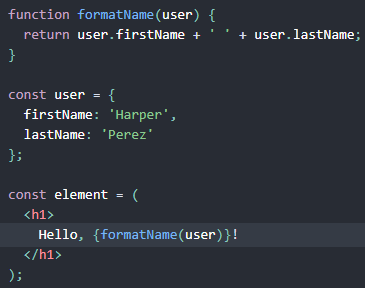 function formatName(user) {
  return user.firstName + ' ' + user.lastName;
}

const user = {
  firstName: 'Harper',
  lastName: 'Perez'
};

const element = (
  <h1>
    Hello, {formatName(user)}!
  </h1>
);